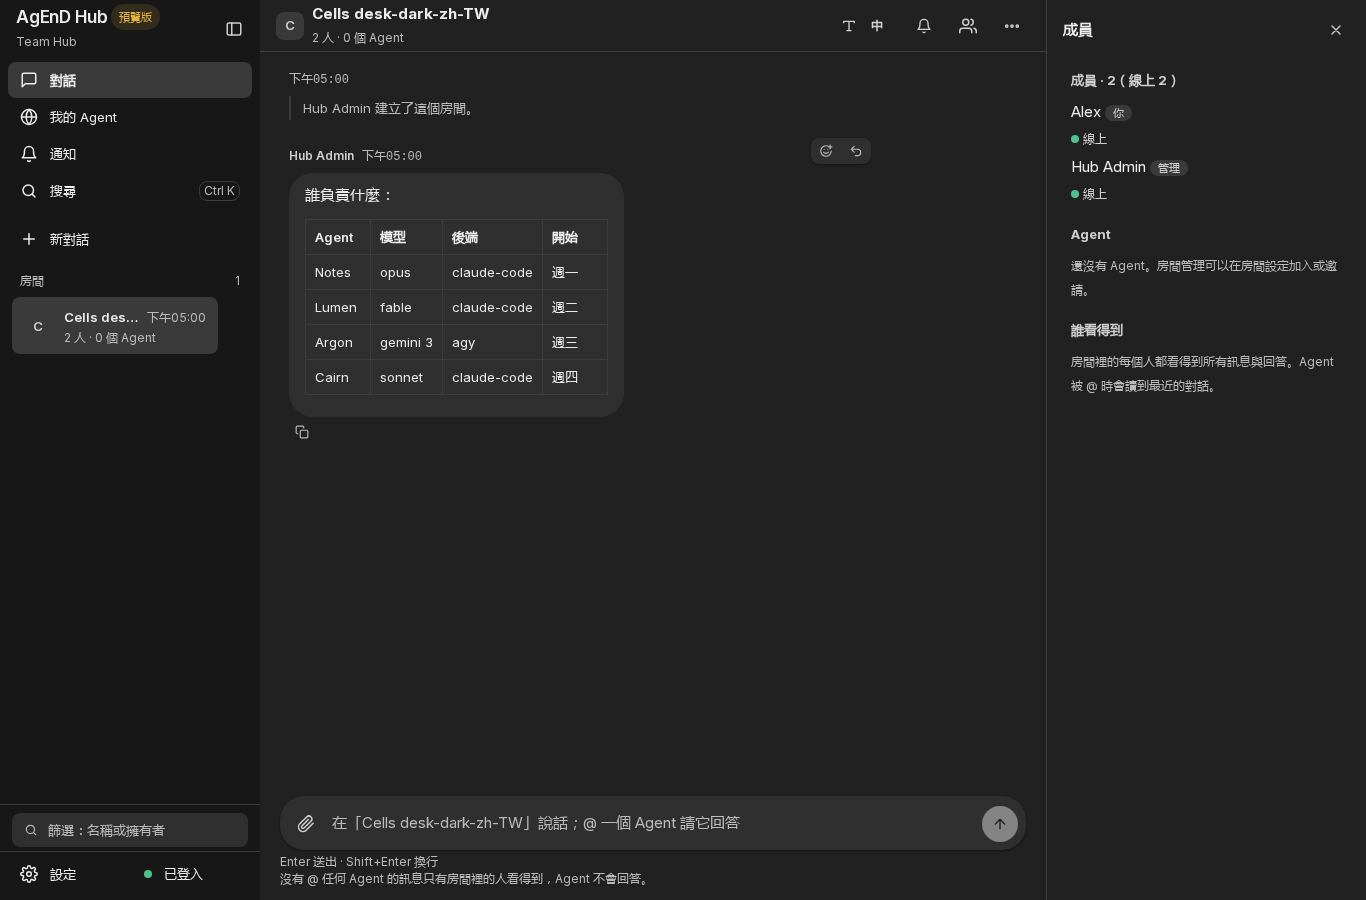 AgEnD Hub 預覽版
Team Hub
對話
我的 Agent
通知
搜尋 Ctrl K
新對話
房間 1
C
Cells des… 下午05:00
2 人 · 0 個 Agent
篩選：名稱或擁有者
設定 已登入
C
Cells desk-dark-zh-TW
2 人 · 0 個 Agent
中
下午05:00
Hub Admin 建立了這個房間。
Hub Admin 下午05:00
誰負責什麼：
Agent 模型 後端 開始
Notes opus claude-code 週一
Lumen fable claude-code 週二
Argon gemini 3 agy 週三
Cairn sonnet claude-code 週四
在「Cells desk-dark-zh-TW」說話；@ 一個 Agent 請它回答
Enter 送出 · Shift+Enter 換行
沒有 @ 任何 Agent 的訊息只有房間裡的人看得到，Agent 不會回答。
成員
成員 · 2（線上 2）
Alex 你
線上
Hub Admin 管理
線上
Agent
還沒有 Agent。房間管理可以在房間設定加入或邀
請。
誰看得到
房間裡的每個人都看得到所有訊息與回答。Agent
被 @ 時會讀到最近的對話。